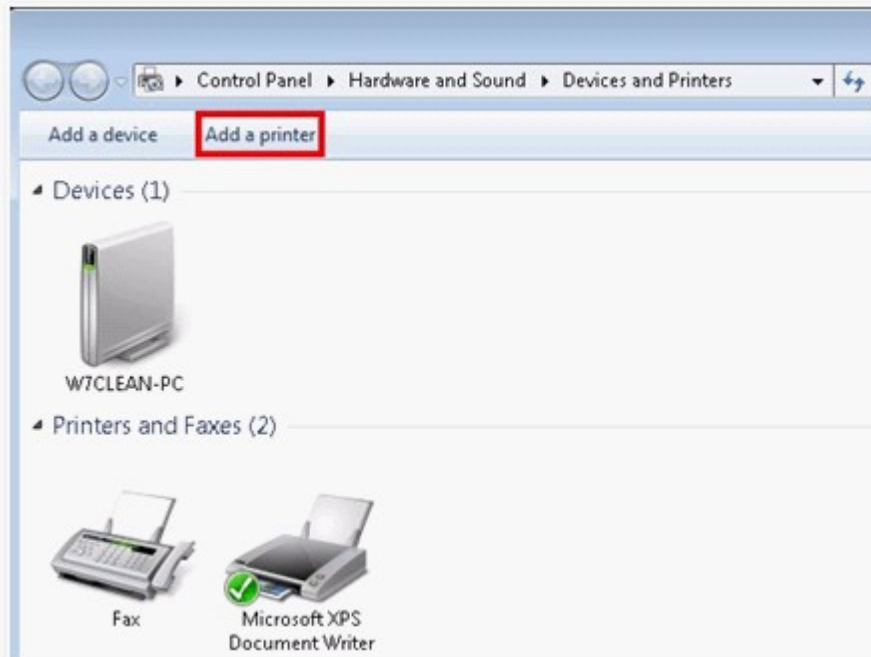 Control Panel ▸ Hardware and Sound ▸ Devices and Printers
Add a device Add a printer
Devices (1)
W7CLEAN-PC
Printers and Faxes (2)
Fax Microsoft XPS
Document Writer